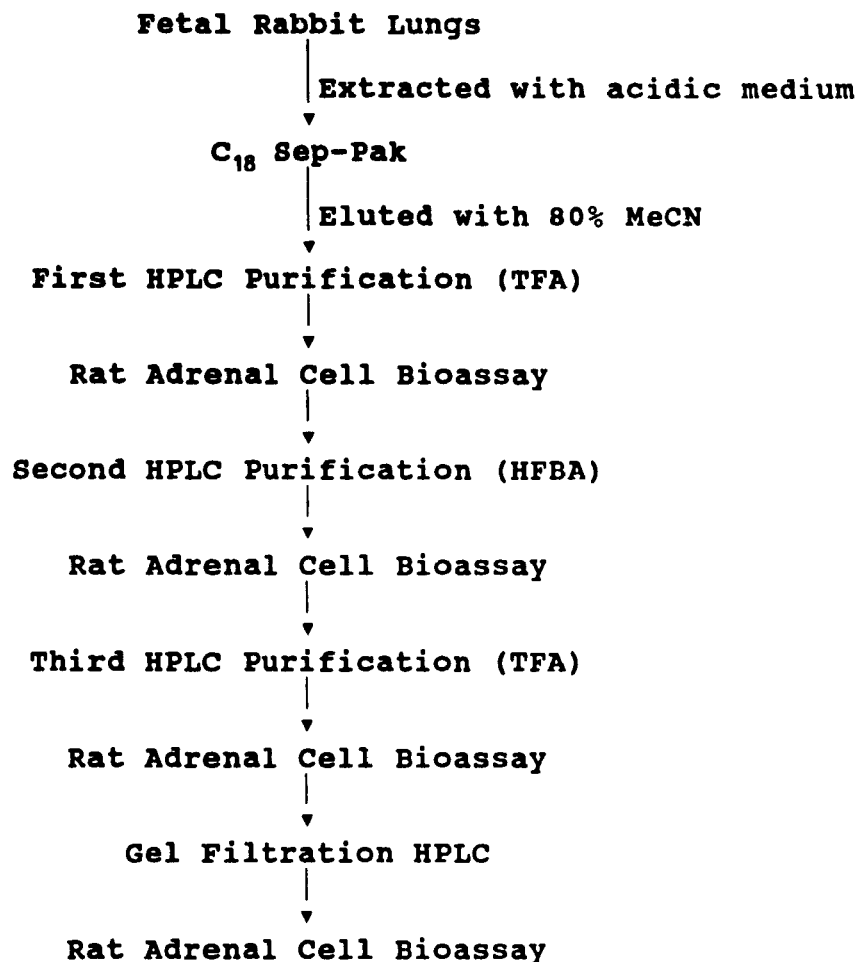 Fetal Rabbit Lungs
Extracted with acidic medium
C18 Sep-Pak
Eluted with 80% MeCN
First HPLC Purification (TFA)
Rat Adrenal Cell Bioassay
Second HPLC Purification (HFBA)
Rat Adrenal Cell Bioassay
Third HPLC Purification (TFA)
Rat Adrenal Cell Bioassay
Gel Filtration HPLC
Rat Adrenal Cell Bioassay